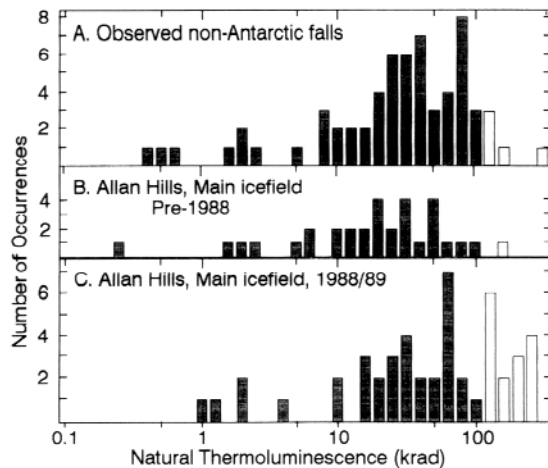 8
6
4
2
A. Observed non-Antarctic falls
4
2
B. Allan Hills, Main icefield
Pre-1988
6
4
2
C. Allan Hills, Main icefield, 1988/89
Number of Occurrences
0.1 1 10 100
Natural Thermoluminescence (krad)